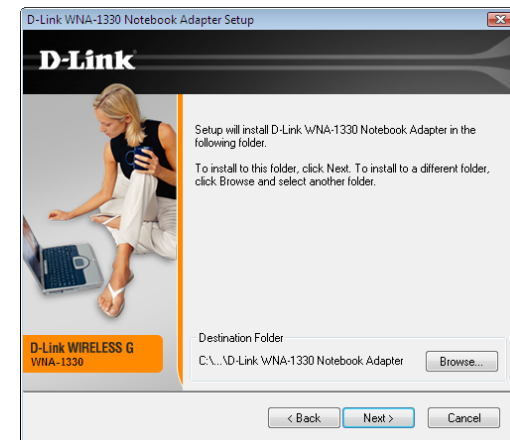 D-Link WNA-1330 Notebook Adapter Setup
D-Link
Setup will install D-Link WNA-1330 Notebook Adapter in the
following folder.
To install to this folder, click Next. To install to a different folder,
click Browse and select another folder.
D-Link WIRELESS G
WNA-1330
Destination Folder
C:\...\D-Link WNA-1330 Notebook Adapter
Browse...
< Back
Next >
Cancel